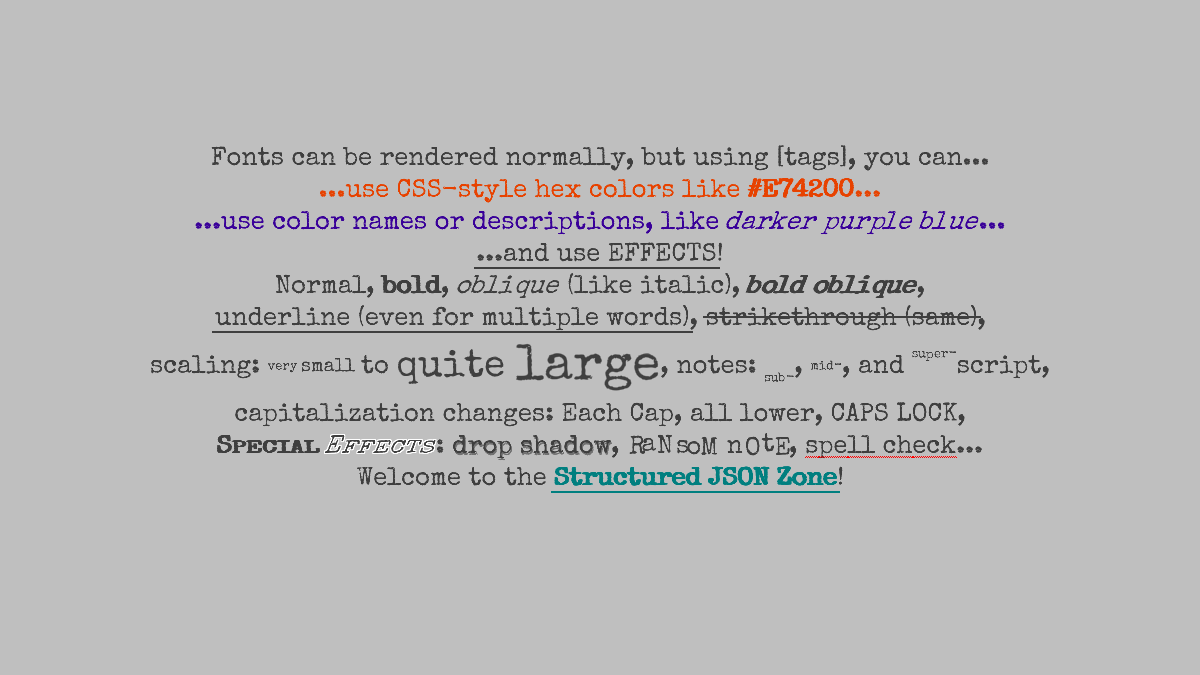 Fonts can be rendered normally, but using [tags], you can...
...use CSS-style hex colors like #E74200...
...use color names or descriptions, like darker purple blue...
...and use EFFECTS!
Normal, bold, oblique (like italic), bold oblique,
underline (even for multiple words), strikethrough (same),
scaling: very small to quite large, notes: sub-, mid-, and super-script,
capitalization changes: Each Cap, all lower, CAPS LOCK,
SPECIAL EFFECTS: drop shadow, RaNsoM nOtE, spell check...
Welcome to the Structured JSON Zone!